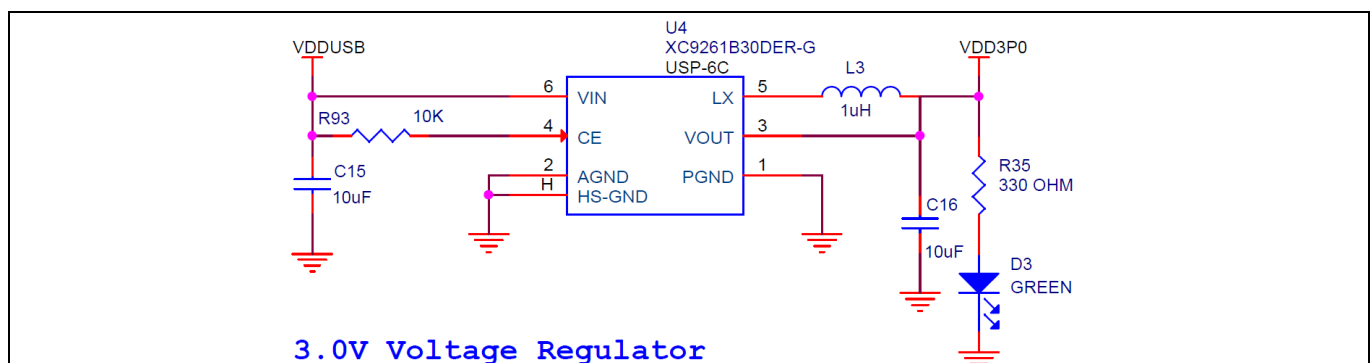 U4
XC9261B30DER-G
USP-6C
VDDUSB
VDD3P0
L3
1uH
6
VIN
LX
5
R93
10K
4
CE
VOUT
3
C15
10uF
2
AGND
PGND
1
H
HS-GND
R35
330 OHM
C16
10uF
D3
GREEN
3.0V Voltage Regulator